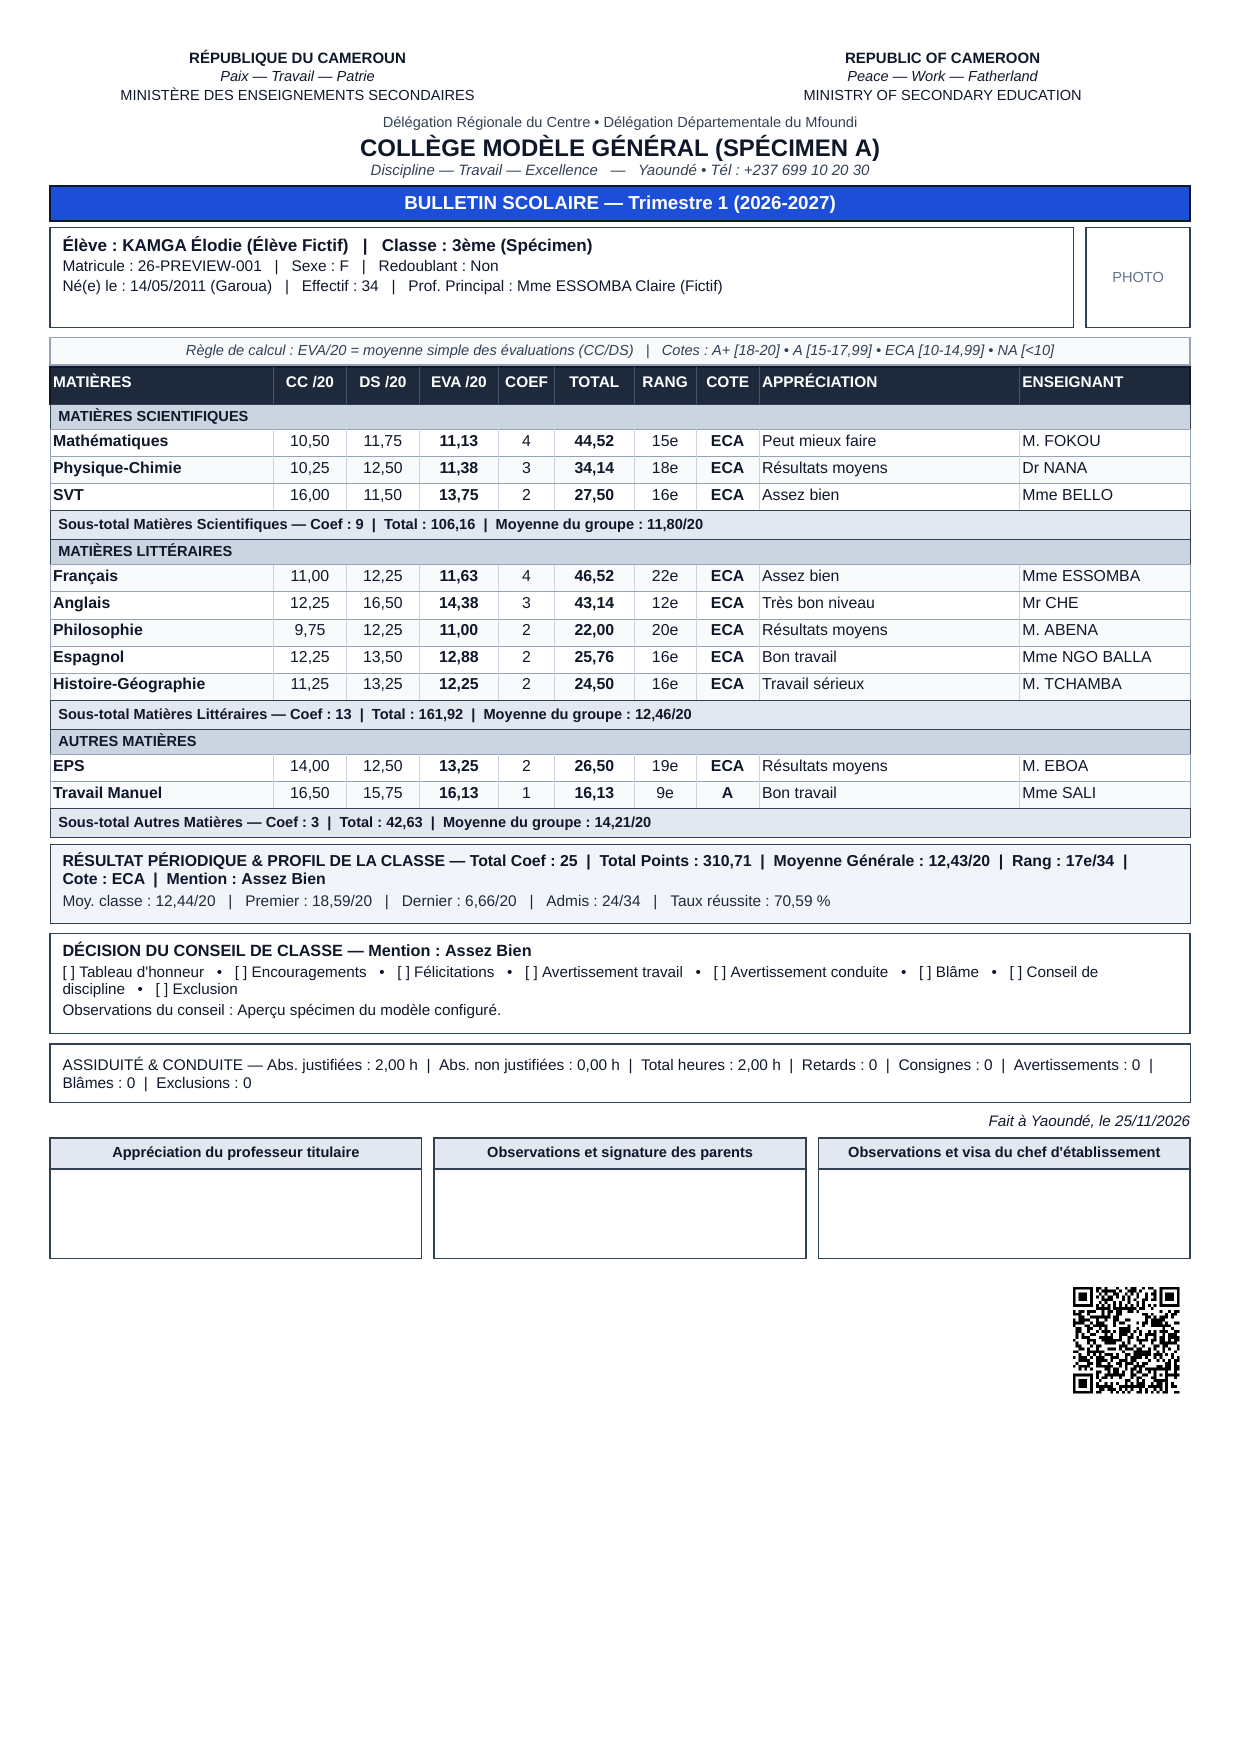 RÉPUBLIQUE DU CAMEROUN
Paix — Travail — Patrie
MINISTÈRE DES ENSEIGNEMENTS SECONDAIRES
REPUBLIC OF CAMEROON
Peace — Work — Fatherland
MINISTRY OF SECONDARY EDUCATION
Délégation Régionale du Centre • Délégation Départementale du Mfoundi
COLLÈGE MODÈLE GÉNÉRAL (SPÉCIMEN A)
Discipline — Travail — Excellence — Yaoundé • Tél : +237 699 10 20 30
BULLETIN SCOLAIRE — Trimestre 1 (2026-2027)
Élève : KAMGA Élodie (Élève Fictif) | Classe : 3ème (Spécimen)
Matricule : 26-PREVIEW-001 | Sexe : F | Redoublant : Non
Né(e) le : 14/05/2011 (Garoua) | Effectif : 34 | Prof. Principal : Mme ESSOMBA Claire (Fictif)
PHOTO
Règle de calcul : EVA/20 = moyenne simple des évaluations (CC/DS) | Cotes : A+ [18-20] • A [15-17,99] • ECA [10-14,99] • NA [<10]
MATIÈRES CC /20 DS /20 EVA /20 COEF TOTAL RANG COTE APPRÉCIATION ENSEIGNANT
MATIÈRES SCIENTIFIQUES
Mathématiques 10,50 11,75 11,13 4 44,52 15e ECA Peut mieux faire M. FOKOU
Physique-Chimie 10,25 12,50 11,38 3 34,14 18e ECA Résultats moyens Dr NANA
SVT 16,00 11,50 13,75 2 27,50 16e ECA Assez bien Mme BELLO
Sous-total Matières Scientifiques — Coef : 9 | Total : 106,16 | Moyenne du groupe : 11,80/20
MATIÈRES LITTÉRAIRES
Français 11,00 12,25 11,63 4 46,52 22e ECA Assez bien Mme ESSOMBA
Anglais 12,25 16,50 14,38 3 43,14 12e ECA Très bon niveau Mr CHE
Philosophie 9,75 12,25 11,00 2 22,00 20e ECA Résultats moyens M. ABENA
Espagnol 12,25 13,50 12,88 2 25,76 16e ECA Bon travail Mme NGO BALLA
Histoire-Géographie 11,25 13,25 12,25 2 24,50 16e ECA Travail sérieux M. TCHAMBA
Sous-total Matières Littéraires — Coef : 13 | Total : 161,92 | Moyenne du groupe : 12,46/20
AUTRES MATIÈRES
EPS 14,00 12,50 13,25 2 26,50 19e ECA Résultats moyens M. EBOA
Travail Manuel 16,50 15,75 16,13 1 16,13 9e A Bon travail Mme SALI
Sous-total Autres Matières — Coef : 3 | Total : 42,63 | Moyenne du groupe : 14,21/20
RÉSULTAT PÉRIODIQUE & PROFIL DE LA CLASSE — Total Coef : 25 | Total Points : 310,71 | Moyenne Générale : 12,43/20 | Rang : 17e/34 |
Cote : ECA | Mention : Assez Bien
Moy. classe : 12,44/20 | Premier : 18,59/20 | Dernier : 6,66/20 | Admis : 24/34 | Taux réussite : 70,59 %
DÉCISION DU CONSEIL DE CLASSE — Mention : Assez Bien
[ ] Tableau d'honneur • [ ] Encouragements • [ ] Félicitations • [ ] Avertissement travail • [ ] Avertissement conduite • [ ] Blâme • [ ] Conseil de
discipline • [ ] Exclusion
Observations du conseil : Aperçu spécimen du modèle configuré.
ASSIDUITÉ & CONDUITE — Abs. justifiées : 2,00 h | Abs. non justifiées : 0,00 h | Total heures : 2,00 h | Retards : 0 | Consignes : 0 | Avertissements : 0 |
Blâmes : 0 | Exclusions : 0
Fait à Yaoundé, le 25/11/2026
Appréciation du professeur titulaire
Observations et signature des parents
Observations et visa du chef d'établissement